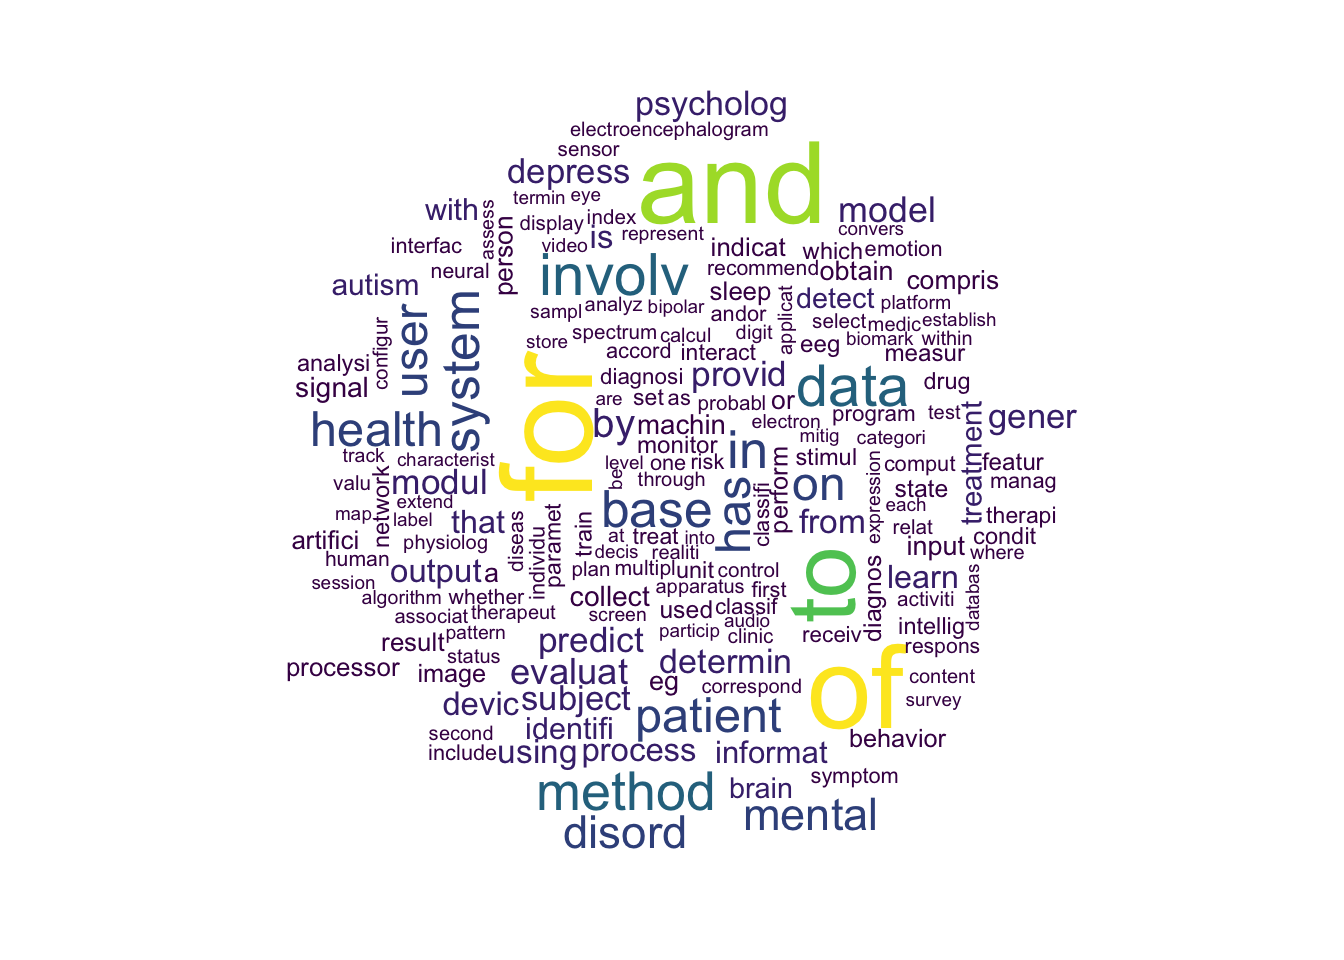 psycholog
electroencephalogram
sensor
and
depress
termin
eye
with
assess
person
display
index
model
convers
interfac
video
is
represent
indicat
which
emotion
neural
involv
recommend
obtain
autism
sleep
compris
user
system
sampl
analyz
bipolar
andor
applicat
detect
platform
configur
store
spectrum
calcul
digit
select
medic
establish
for
accord
interact
eeg
biomark
within
analysi
measur
signal
diagnosi
provid
data
drug
are
set
as
probabl
or
health
by
machin
electron
program
test
gener
monitor
in
mitig
categori
track
characterist
level
one
risk
stimul
treatment
comput
featur
valu
modul
be
through
has
classifi
perform
on
state
manag
network
extend
base
expression
each
map
label
that
diseas
individu
paramet
train
from
relat
therapi
artifici
physiolog
at
treat
into
input
condit
human
decis
realiti
where
session
output
a
plan
multipl
unit
control
to
diagnos
learn
databas
algorithm
whether
collect
apparatus
first
activiti
associat
therapeut
screen
used
classif
intellig
result
pattern
predict
particip
audio
clinic
receiv
respons
processor
status
image
evaluat
determin
of
content
eg
correspond
survey
devic
subject
patient
second
identifi
behavior
include
using
process
informat
symptom
method
brain
disord
mental